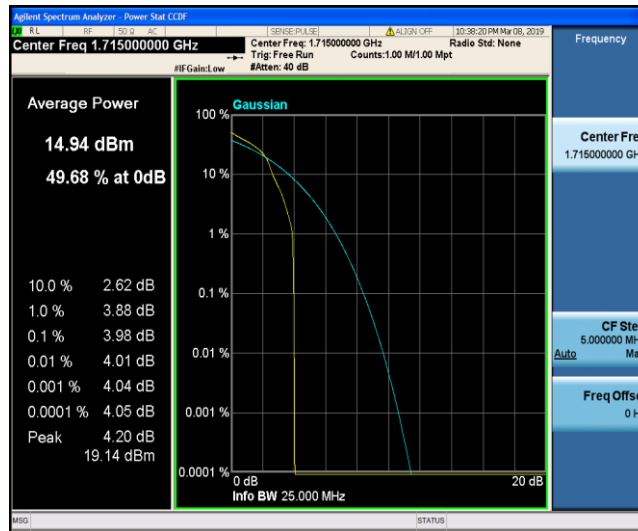 Agilent Spectrum Analyzer - Power Stat CCDF
RL RF 50 Ω AC SENSE:PULSE ALIGN OFF 10:38:20 PM Mar 08, 2019
Center Freq 1.715000000 GHz
Center Freq: 1.715000000 GHz Radio Std: None
Trig: Free Run Counts:1.00 M/1.00 Mpt
#IFGain:Low #Atten: 40 dB
Frequency
Average Power
14.94 dBm
49.68 % at 0dB
10.0 % 2.62 dB
1.0 % 3.88 dB
0.1 % 3.98 dB
0.01 % 4.01 dB
0.001 % 4.04 dB
0.0001 % 4.05 dB
Peak 4.20 dB
19.14 dBm
Gaussian
100 %
10 %
1 %
0.1 %
0.01 %
0.001 %
0.0001 %
0 dB 20 dB
Info BW 25.000 MHz
Center Fre
1.715000000 GH
CF Ste
5.000000 MH
Auto Ma
Freq Offs
0 H
MSG STATUS